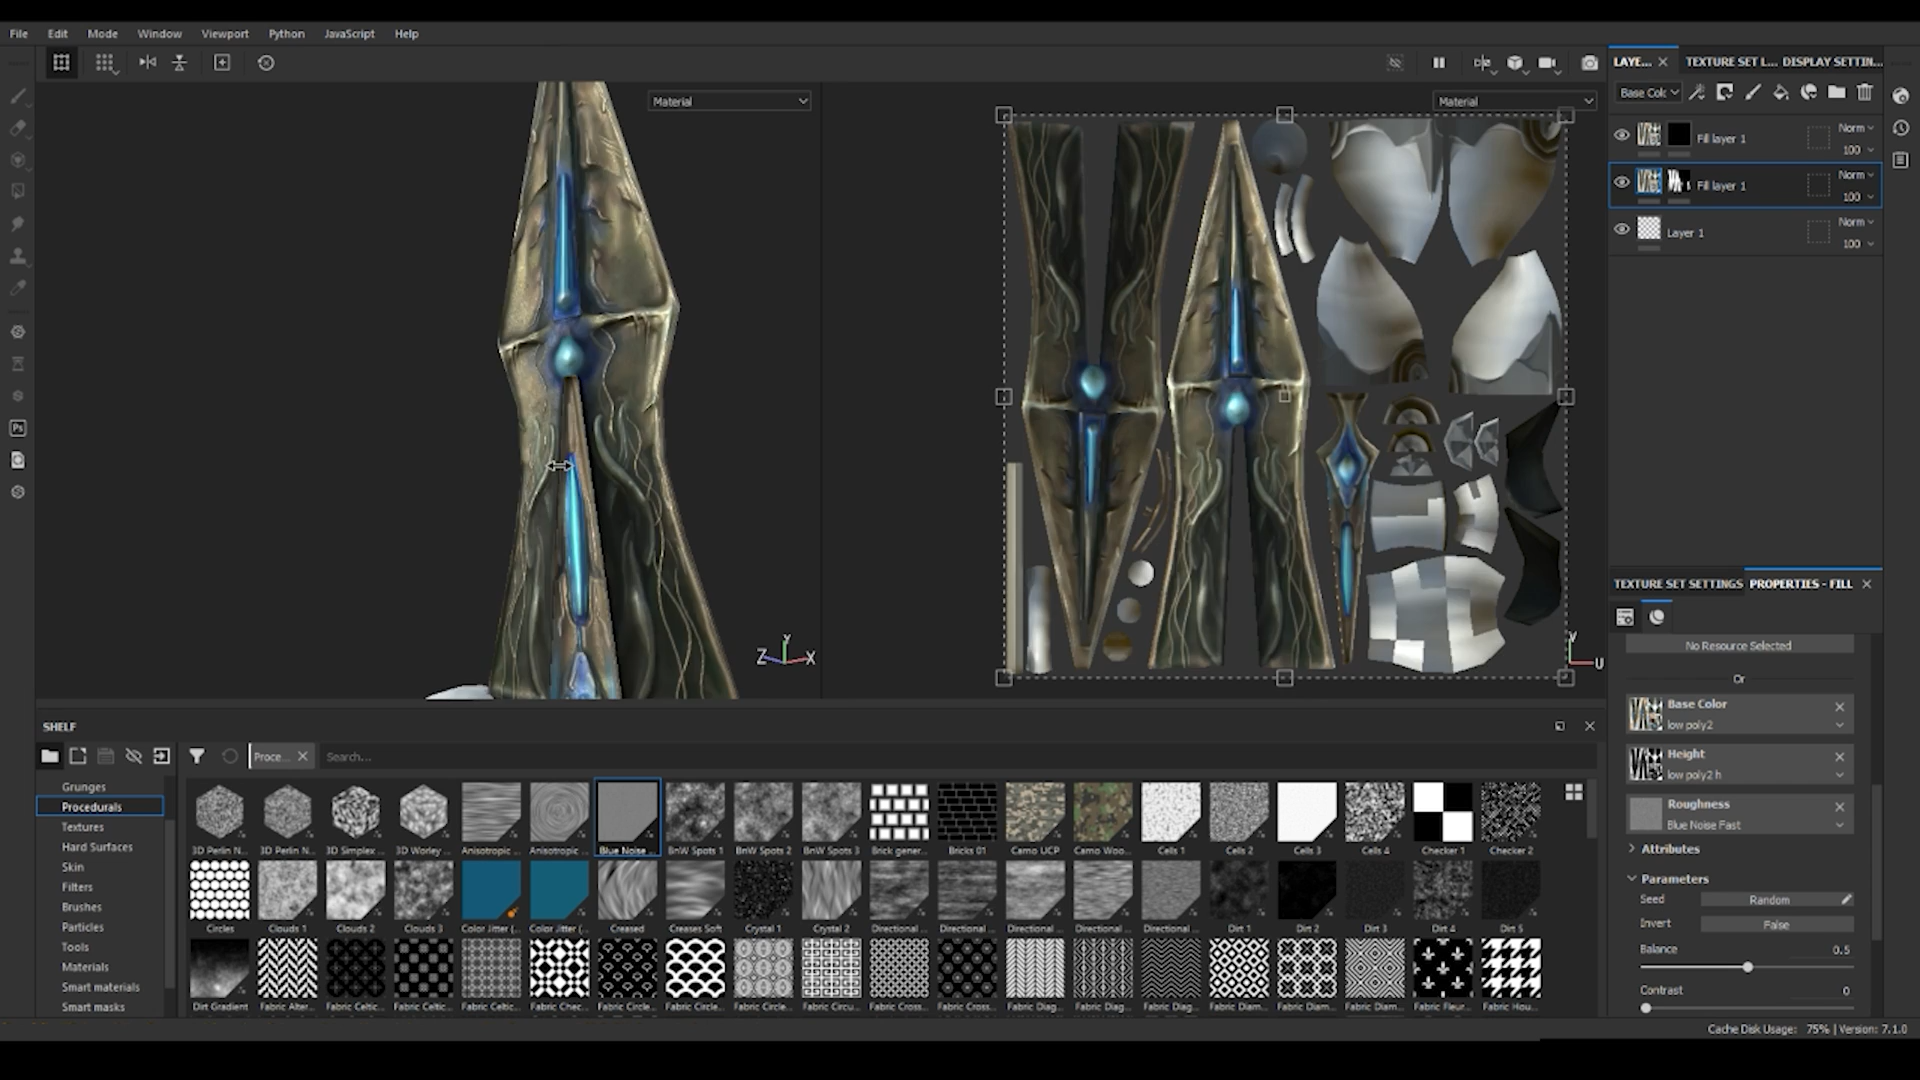 File Edit Mode Window Viewport Python JavaScript Help
LAYE... TEXTURE SET L... DISPLAY SETTIN...
Material
Material
Base Colc
Fill layer 1 Norm 100
Fill layer 1 Norm 100
Layer 1 Norm 100
Y Z X
V U
Ps
TEXTURE SET SETTINGS PROPERTIES - FILL
No Resource Selected
Or
Base Color
low poly2
Height
low poly2 h
Roughness
Blue Noise Fast
Attributes
Parameters
Seed Random
Invert False
Balance 0.5
Contrast 0
SHELF
Proce... Search...
Grunges
Procedurals
Textures
Hard Surfaces
Skin
Filters
Brushes
Particles
Tools
Materials
Smart materials
Smart masks
3D Perlin N... 3D Perlin N... 3D Simplex ... 3D Worley ... Anisotropic ... Anisotropic ... Blue Noise ... BnW Spots 1 BnW Spots 2 BnW Spots 3 Brick gener... Bricks 01 Camo UCP Camo Woo... Cells 1 Cells 2 Cells 3 Cells 4 Checker 1 Checker 2
Circles Clouds 1 Clouds 2 Clouds 3 Color Jitter (... Color Jitter (... Creased Creases Soft Crystal 1 Crystal 2 Directional ... Directional ... Directional ... Directional ... Directional ... Dirt 1 Dirt 2 Dirt 3 Dirt 4 Dirt 5
Dirt Gradient Fabric Alter... Fabric Celtic... Fabric Celtic... Fabric Celtic... Fabric Chec... Fabric Circle... Fabric Circle... Fabric Circle... Fabric Circu... Fabric Cross... Fabric Cross... Fabric Diag... Fabric Diag... Fabric Diag... Fabric Diam... Fabric Diam... Fabric Diam... Fabric Fleur... Fabric Hou...
Cache Disk Usage: 75% | Version: 7.1.0